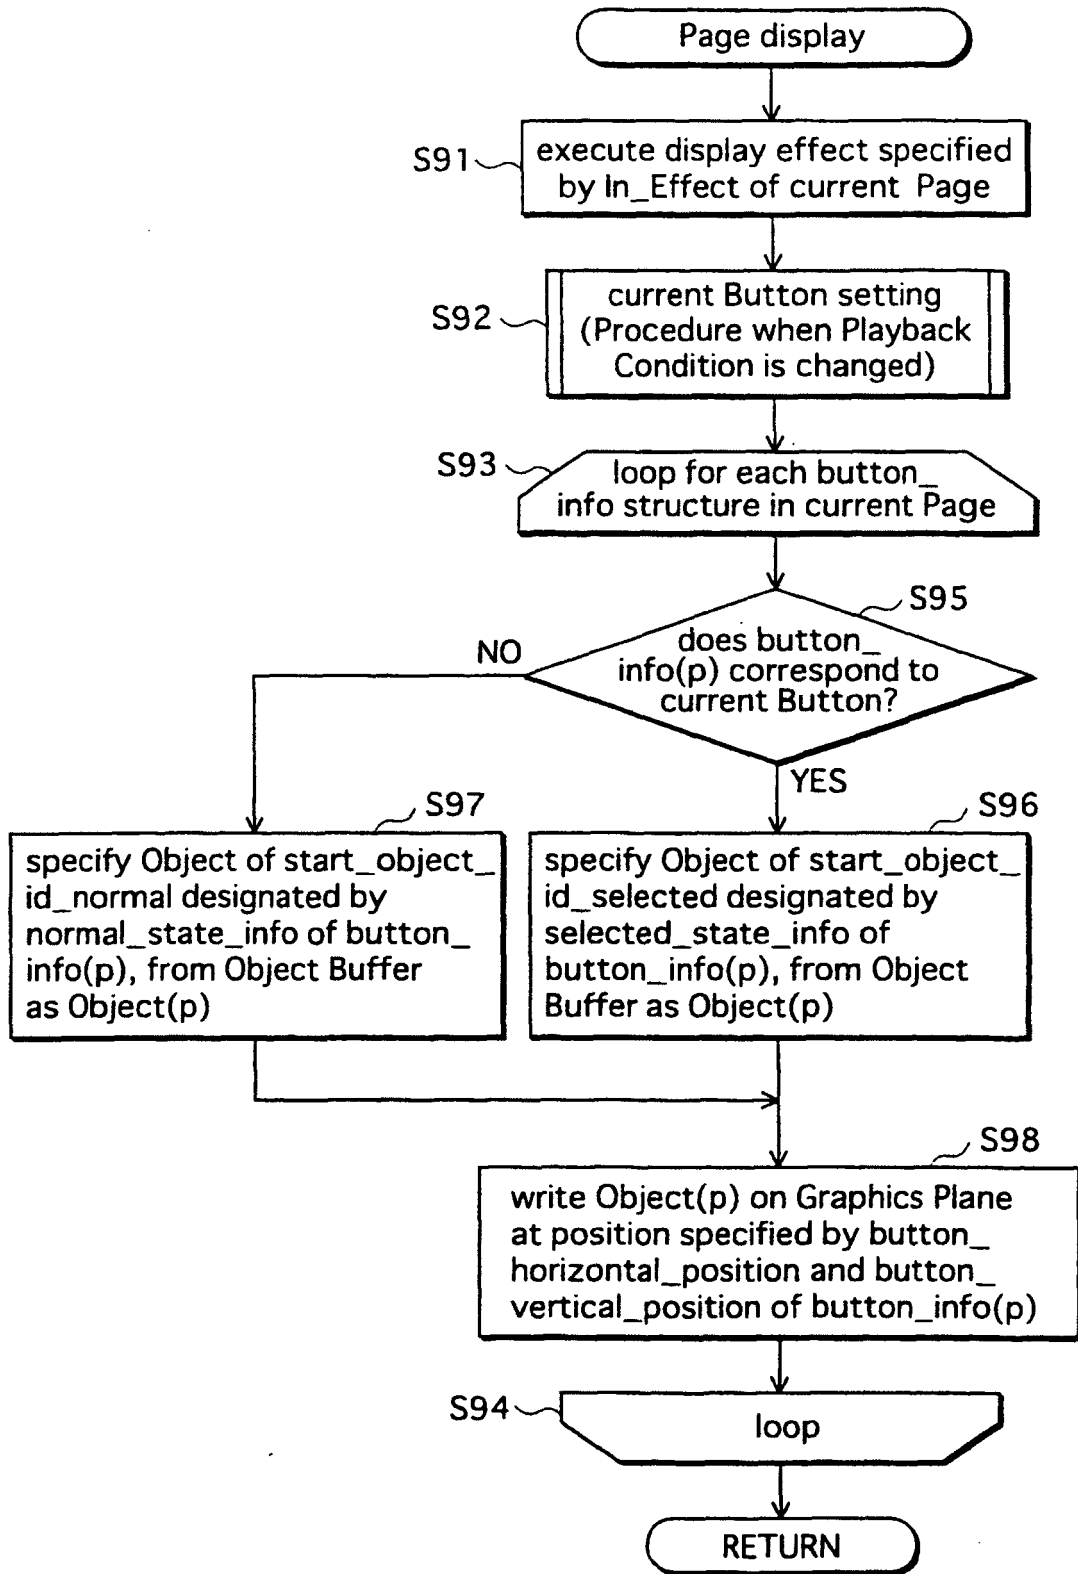 Page display
S91
execute display effect specified
by In_Effect of current Page
S92
current Button setting
(Procedure when Playback
Condition is changed)
S93
loop for each button_
info structure in current Page
S95
does button_
info(p) correspond to
current Button?
NO
YES
S97
specify Object of start_object_
id_normal designated by
normal_state_info of button_
info(p), from Object Buffer
as Object(p)
S96
specify Object of start_object_
id_selected designated by
selected_state_info of
button_info(p), from Object
Buffer as Object(p)
S98
write Object(p) on Graphics Plane
at position specified by button_
horizontal_position and button_
vertical_position of button_info(p)
S94
loop
RETURN